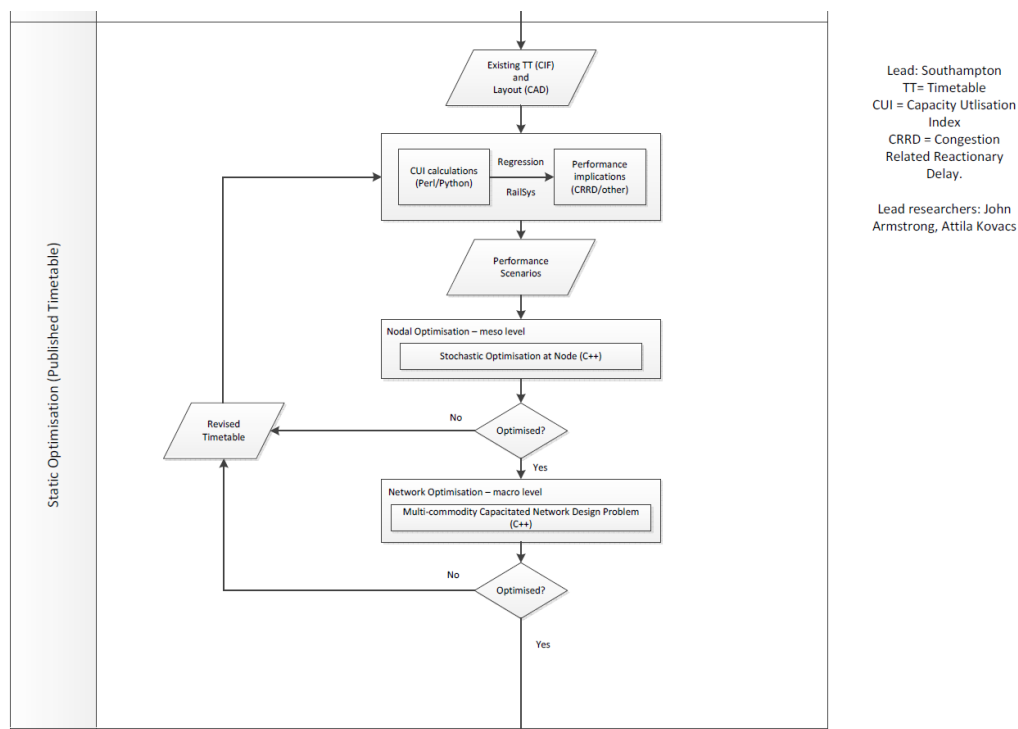 Static Optimisation (Published Timetable)
Existing TT (CIF)
and
Layout (CAD)
CUI calculations
(Perl/Python)
Regression
RailSys
Performance
implications
(CRRD/other)
Performance
Scenarios
Nodal Optimisation – meso level
Stochastic Optimisation at Node (C++)
Optimised?
No
Yes
Revised
Timetable
Network Optimisation – macro level
Multi-commodity Capacitated Network Design Problem
(C++)
Optimised?
No
Yes
Lead: Southampton
TT= Timetable
CUI = Capacity Utlisation
Index
CRRD = Congestion
Related Reactionary
Delay.
Lead researchers: John
Armstrong, Attila Kovacs